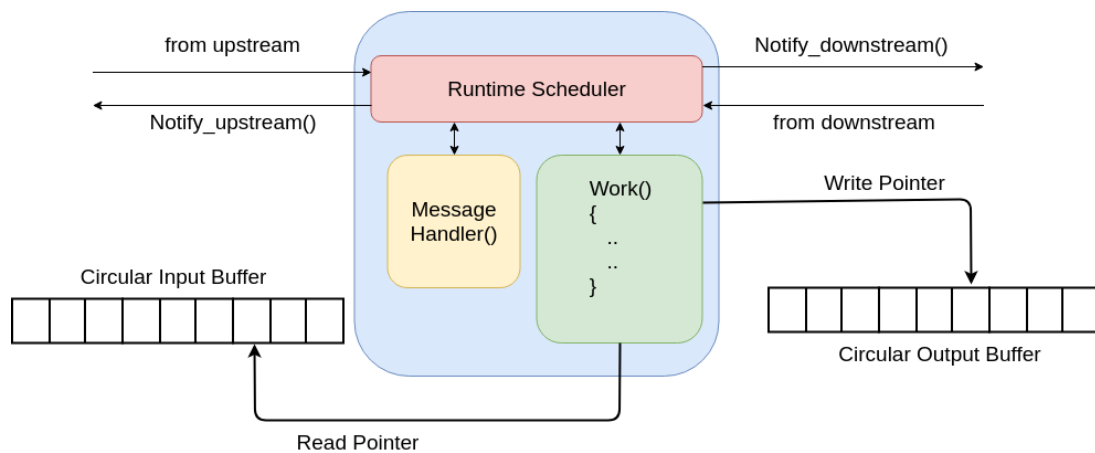 from upstream
Notify_downstream()
Runtime Scheduler
Notify_upstream()
from downstream
Message
Handler()
Work()
{
..
..
}
Write Pointer
Circular Input Buffer
Circular Output Buffer
Read Pointer